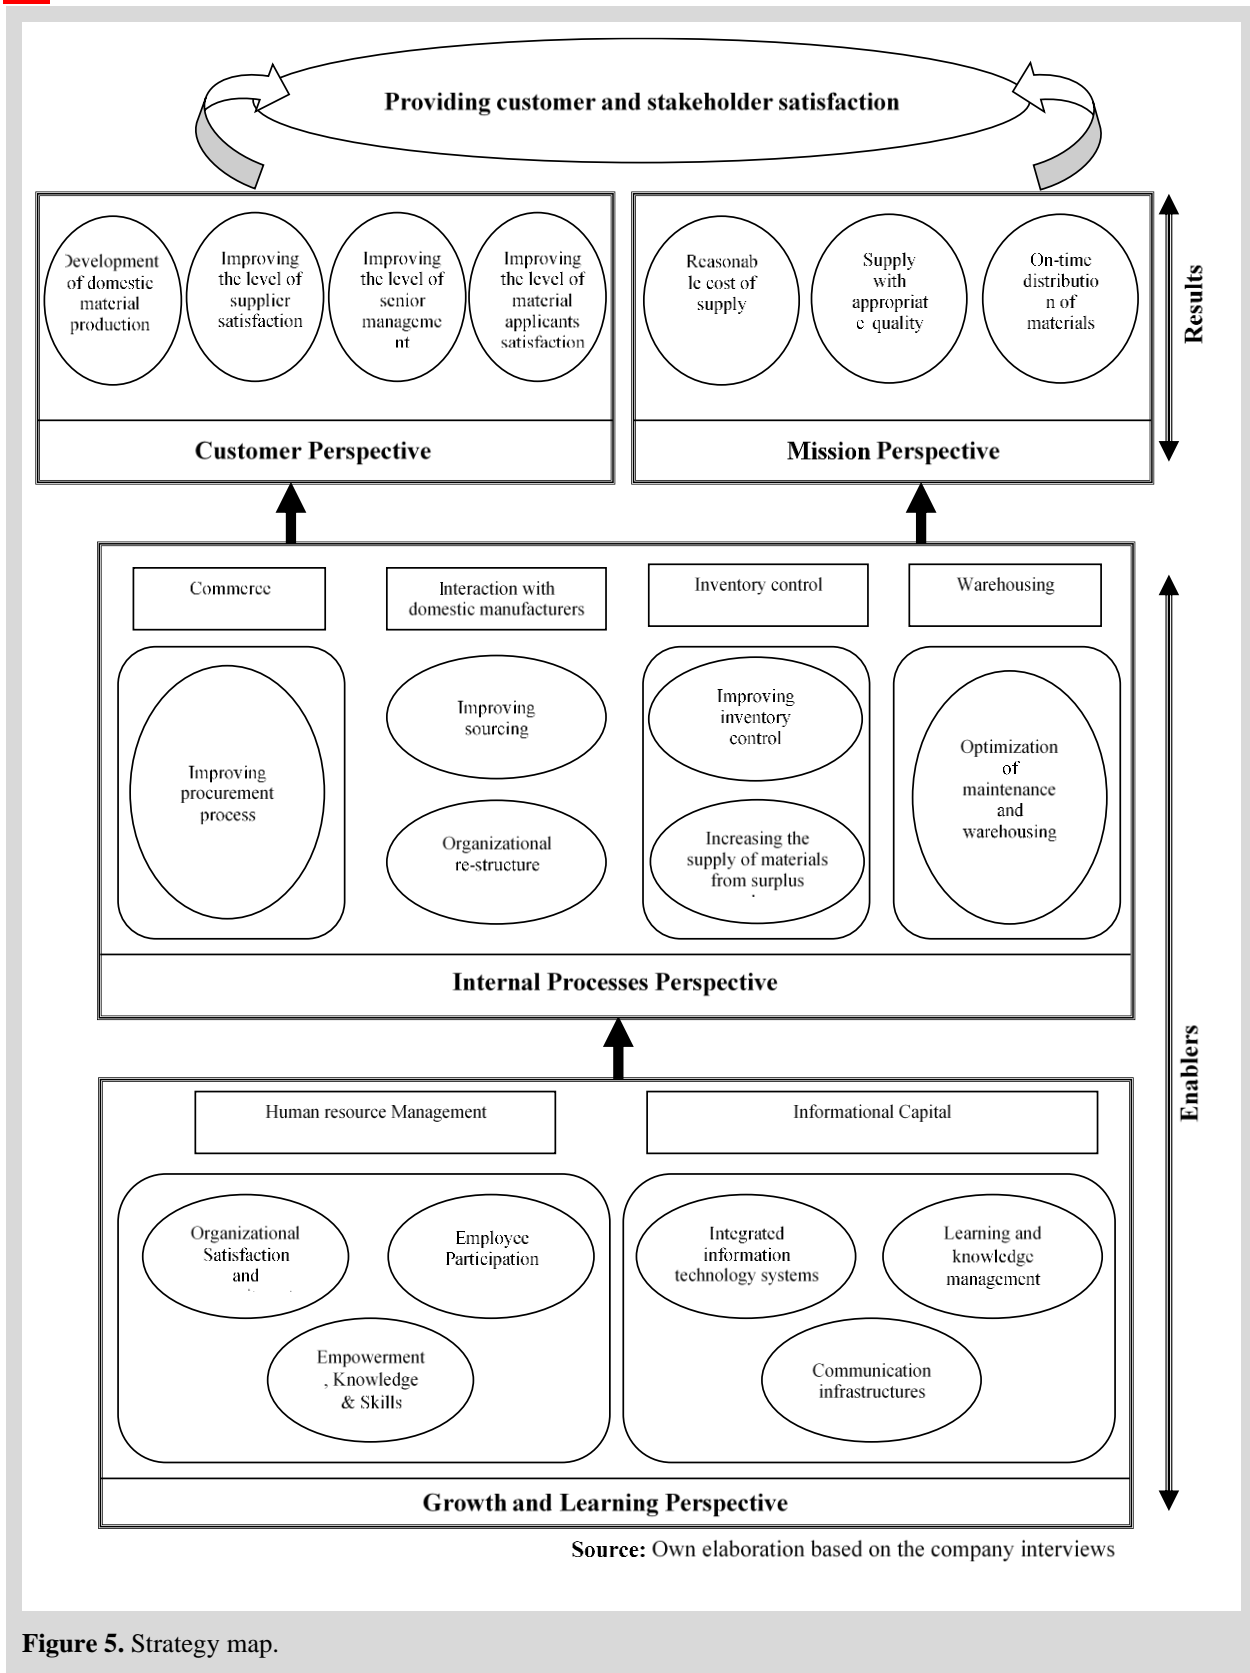 Providing customer and stakeholder satisfaction
Development
of domestic
material
production
Improving
the level of
supplier
satisfaction
Improving
the level of
senior
manageme
nt
Improving
the level of
material
applicants
satisfaction
Customer Perspective
Reasonab
le cost of
supply
Supply
with
appropriat
e quality
On-time
distributio
n of
materials
Mission Perspective
Results
Commerce
Interaction with
domestic manufacturers
Inventory control
Warehousing
Improving
procurement
process
Improving
sourcing
Organizational
re-structure
Improving
inventory
control
Increasing the
supply of materials
from surplus
Optimization
of
maintenance
and
warehousing
Internal Processes Perspective
Enablers
Human resource Management
Informational Capital
Organizational
Satisfaction
and
Employee
Participation
Empowerment
, Knowledge
& Skills
Integrated
information
technology systems
Learning and
knowledge
management
Communication
infrastructures
Growth and Learning Perspective
Source: Own elaboration based on the company interviews
Figure 5. Strategy map.